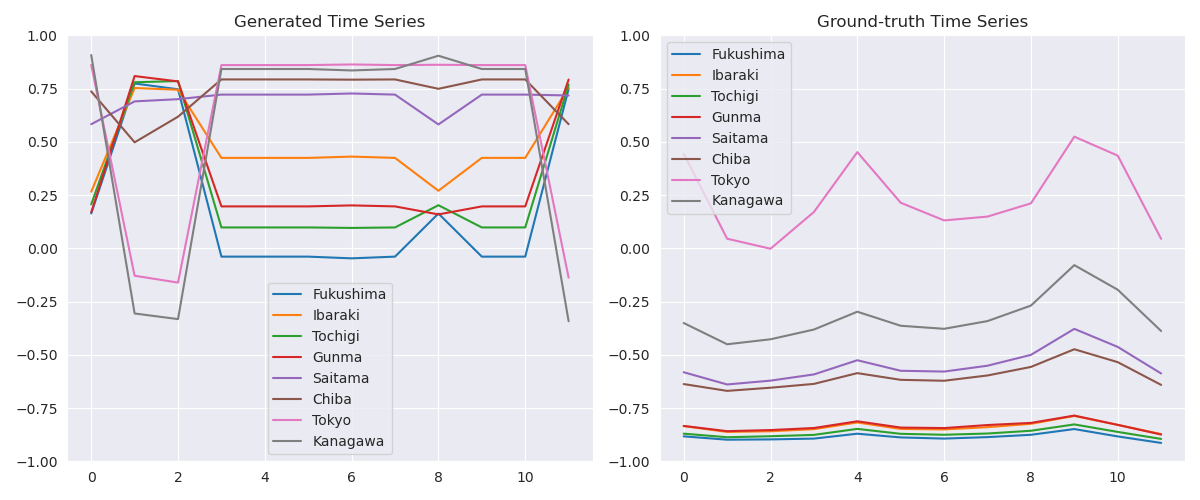 Generated Time Series
1.00
0.75
0.50
0.25
0.00
−0.25
−0.50
−0.75
−1.00
0 2 4 6 8 10
Fukushima
Ibaraki
Tochigi
Gunma
Saitama
Chiba
Tokyo
Kanagawa
Ground-truth Time Series
1.00
0.75
0.50
0.25
0.00
−0.25
−0.50
−0.75
−1.00
0 2 4 6 8 10
Fukushima
Ibaraki
Tochigi
Gunma
Saitama
Chiba
Tokyo
Kanagawa